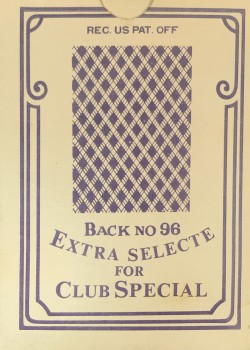 REC. US PAT. OFF
BACK NO 96
EXTRA SELECTE
FOR
CLUB SPECIAL